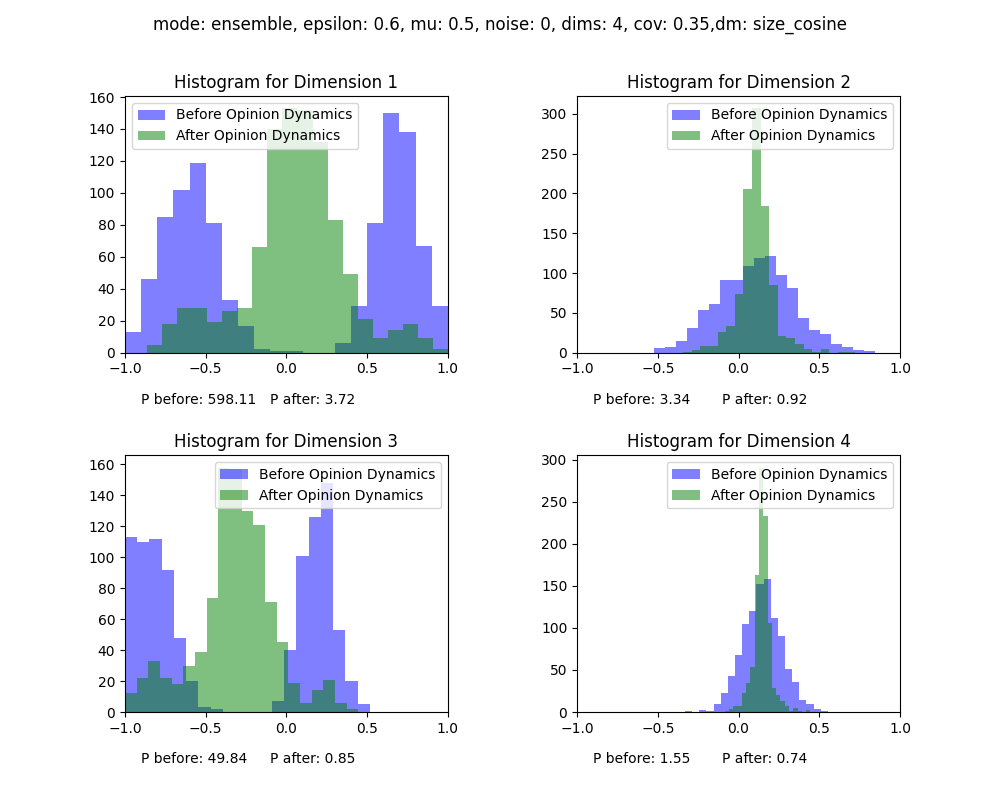 mode: ensemble, epsilon: 0.6, mu: 0.5, noise: 0, dims: 4, cov: 0.35,dm: size_cosine
Histogram for Dimension 1
Before Opinion Dynamics
After Opinion Dynamics
160
140
120
100
80
60
40
20
0
−1.0 −0.5 0.0 0.5 1.0
P before: 598.11 P after: 3.72
Histogram for Dimension 2
Before Opinion Dynamics
After Opinion Dynamics
300
250
200
150
100
50
0
−1.0 −0.5 0.0 0.5 1.0
P before: 3.34 P after: 0.92
Histogram for Dimension 3
Before Opinion Dynamics
After Opinion Dynamics
160
140
120
100
80
60
40
20
0
−1.0 −0.5 0.0 0.5 1.0
P before: 49.84 P after: 0.85
Histogram for Dimension 4
Before Opinion Dynamics
After Opinion Dynamics
300
250
200
150
100
50
0
−1.0 −0.5 0.0 0.5 1.0
P before: 1.55 P after: 0.74